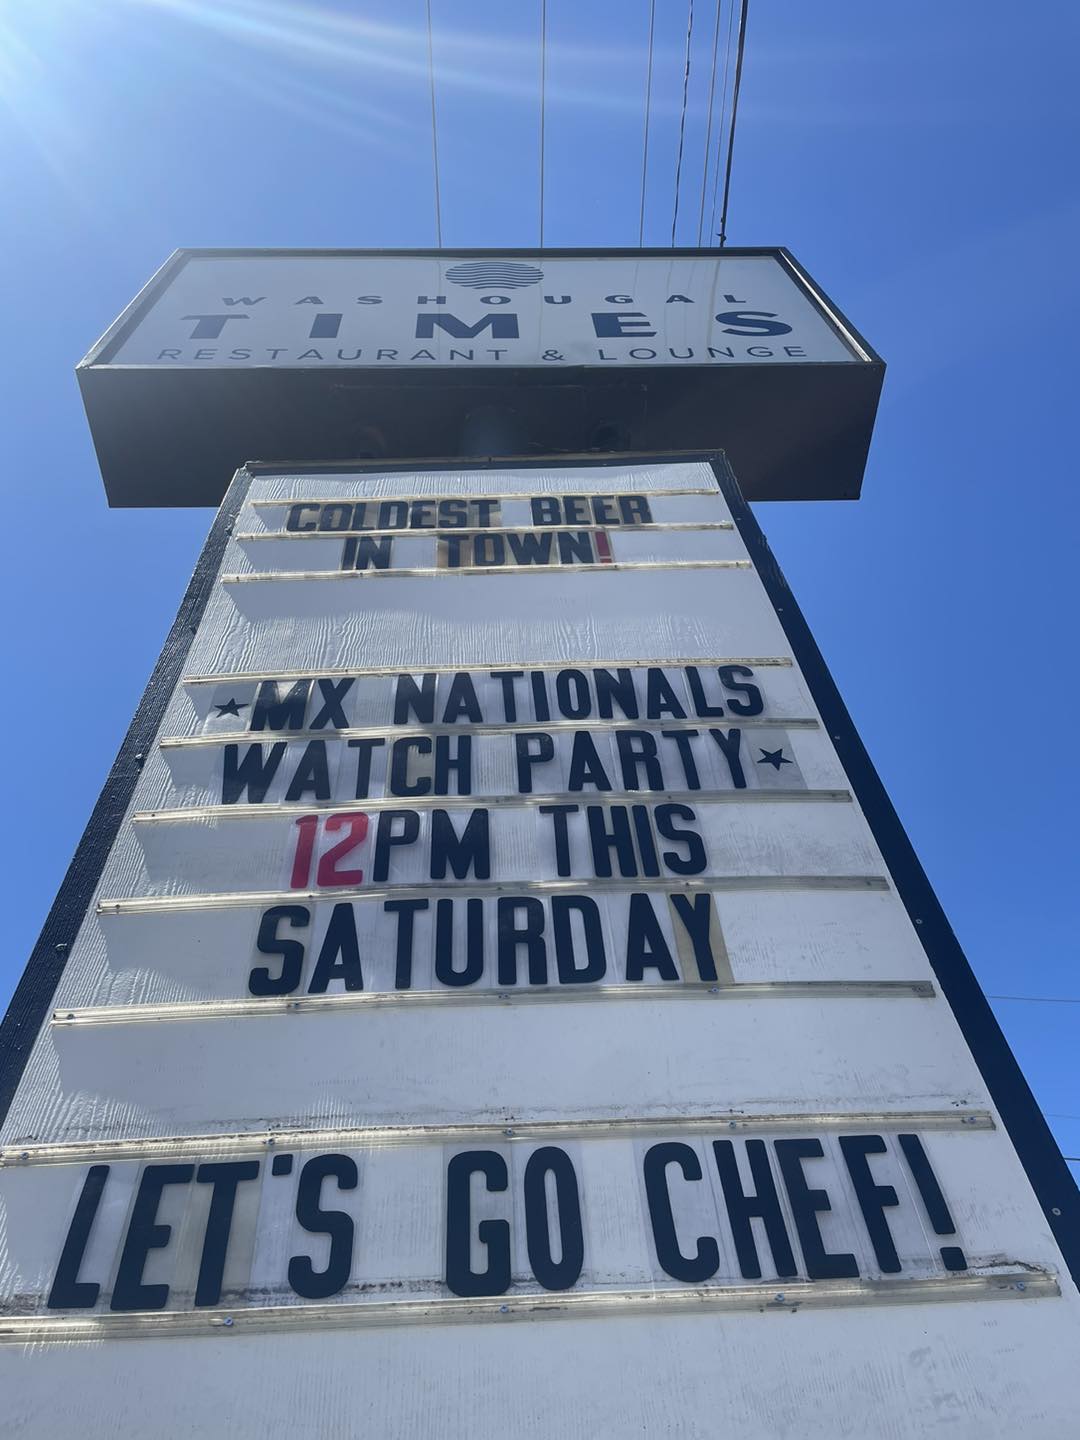 WASHOUGAL
TIMES
RESTAURANT & LOUNGE
COLDEST BEER
IN TOWN!
★MX NATIONALS
WATCH PARTY★
12PM THIS
SATURDAY
LET'S GO CHEF!